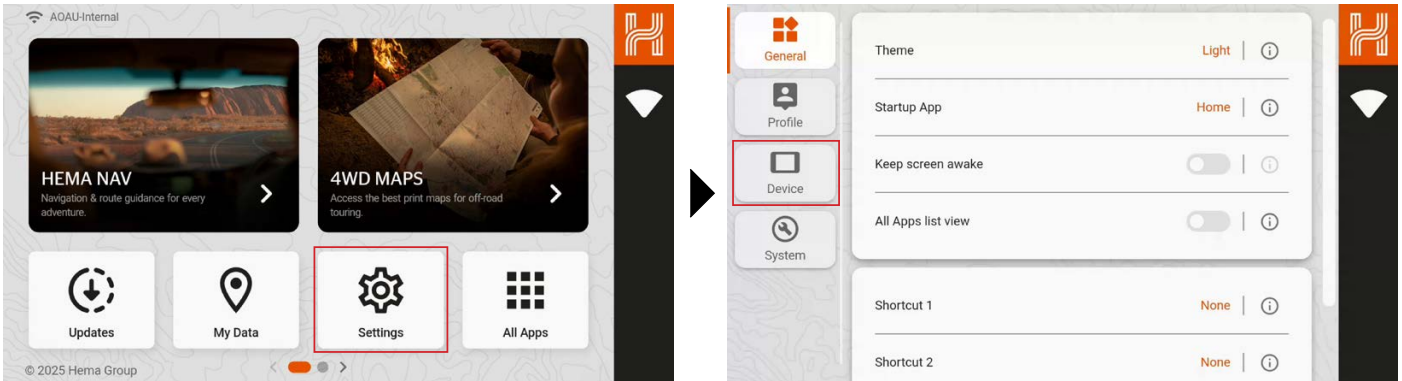 AOAU-Internal
HEMA NAV
Navigation & route guidance for every
adventure.
4WD MAPS
Access the best print maps for off-road
touring.
Updates
My Data
Settings
All Apps
© 2025 Hema Group
General
Profile
Device
System
Theme
Light
Startup App
Home
Keep screen awake
All Apps list view
Shortcut 1
None
Shortcut 2
None